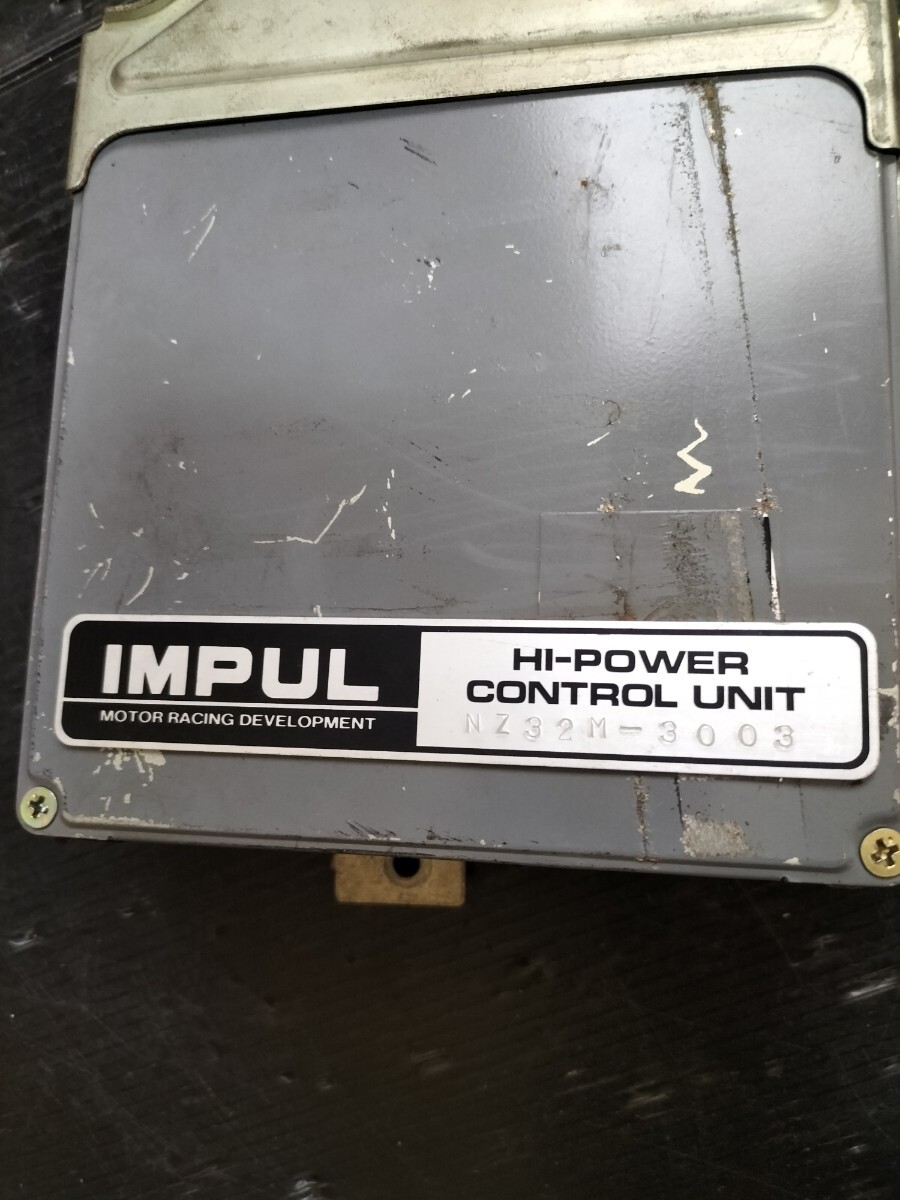 IMPUL
MOTOR RACING DEVELOPMENT
HI-POWER
CONTROL UNIT
NZ32M-3003